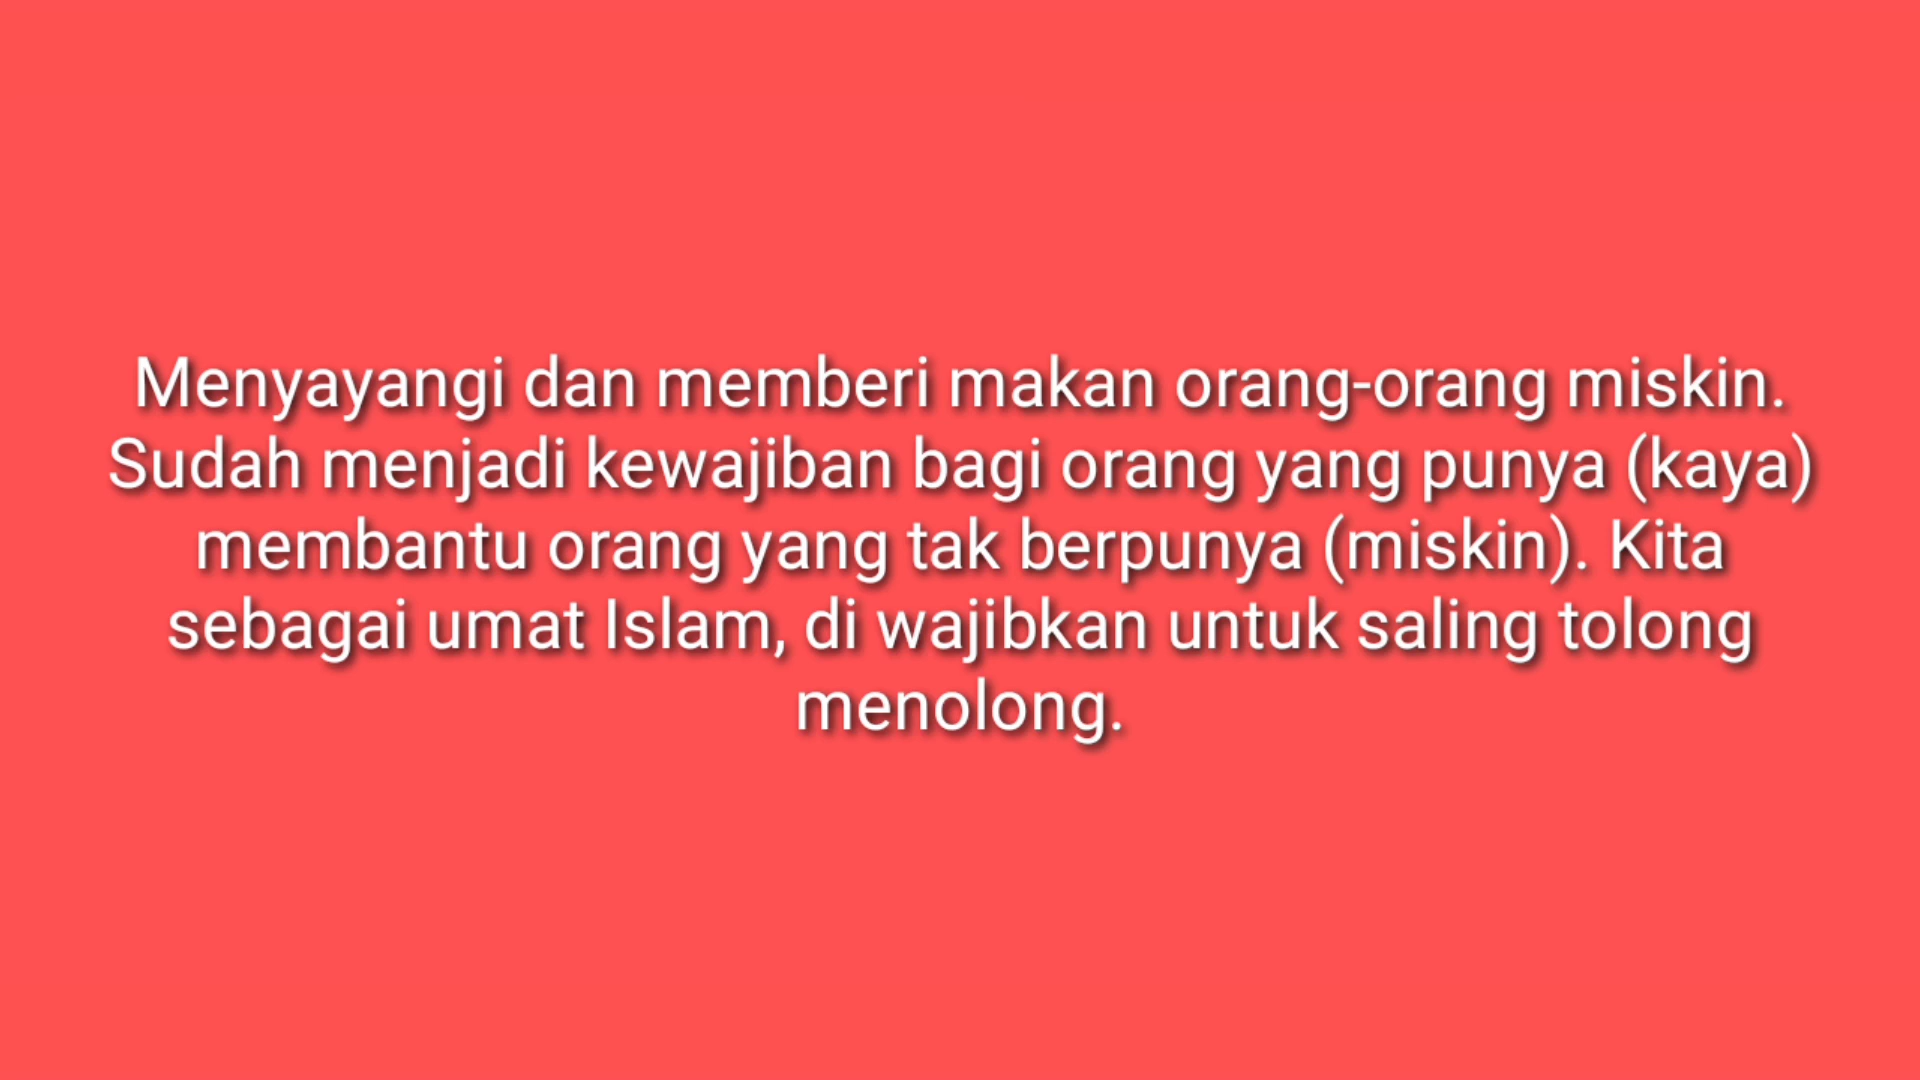 Menyayangi dan memberi makan orang-orang miskin.
Sudah menjadi kewajiban bagi orang yang punya (kaya)
membantu orang yang tak berpunya (miskin). Kita
sebagai umat Islam, di wajibkan untuk saling tolong
menolong.